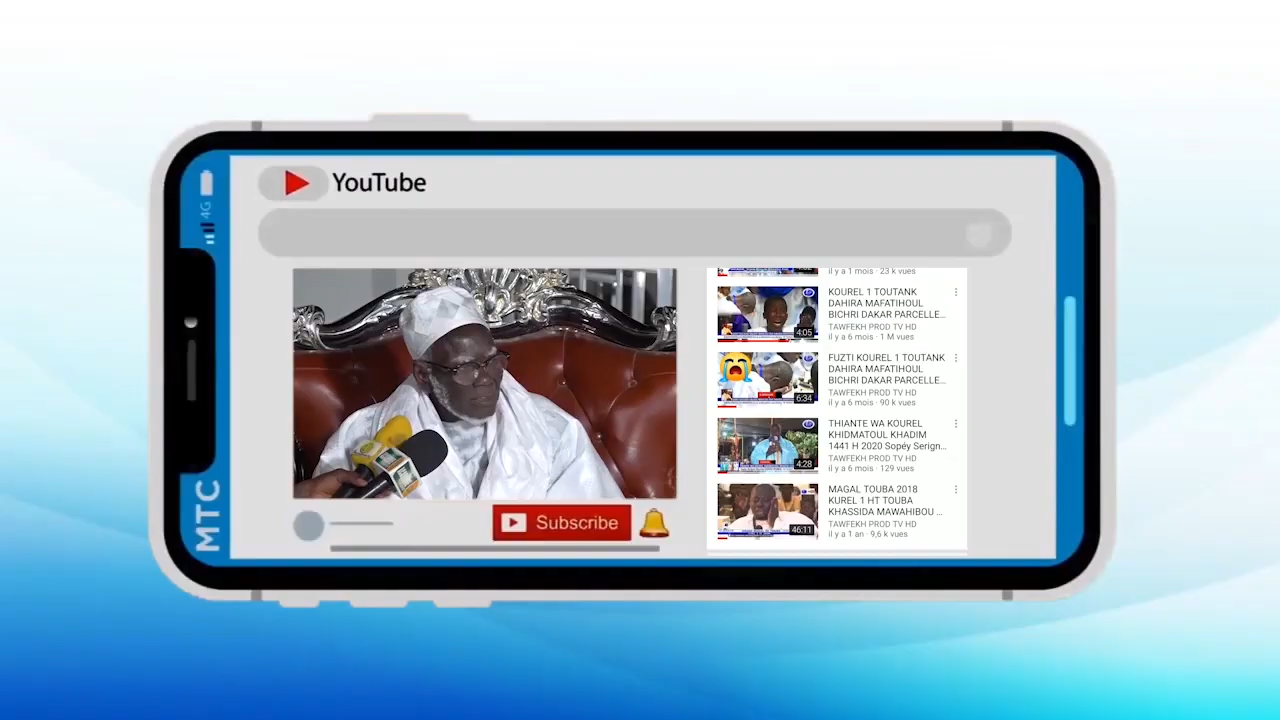 YouTube
4G
MTC
Subscribe
il y a 1 mois · 23 k vues
KOUREL 1 TOUTANK
DAHIRA MAFATIHOUL
BICHRI DAKAR PARCELLE...
TAWFEKH PROD TV HD
il y a 6 mois · 1 M vues
4:05
FUZTI KOUREL 1 TOUTANK
DAHIRA MAFATIHOUL
BICHRI DAKAR PARCELLE...
TAWFEKH PROD TV HD
il y a 6 mois · 90 k vues
6:34
THIANTE WA KOUREL
KHIDMATOUL KHADIM
1441 H 2020 Sopéy Serign...
TAWFEKH PROD TV HD
il y a 6 mois · 129 vues
4:28
MAGAL TOUBA 2018
KUREL 1 HT TOUBA
KHASSIDA MAWAHIBOU ...
TAWFEKH PROD TV HD
il y a 1 an · 9,6 k vues
46:11